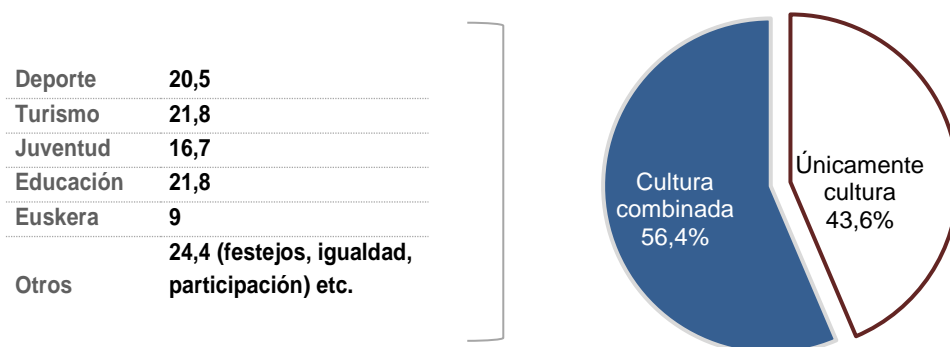 Deporte 20,5
Turismo 21,8
Juventud 16,7
Educación 21,8
Euskera 9
Otros 24,4 (festejos, igualdad,
participación) etc.
Cultura
combinada
56,4%
Únicamente
cultura
43,6%